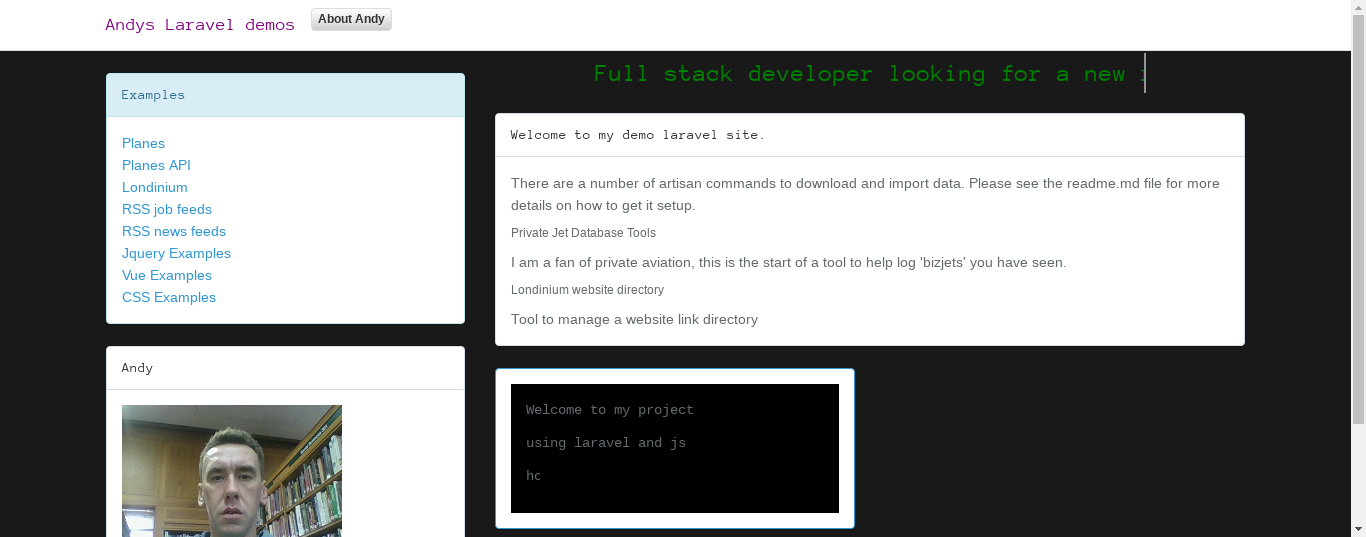 Andys Laravel demos
About Andy
Full stack developer looking for a new
Examples
Planes
Planes API
Londinium
RSS job feeds
RSS news feeds
Jquery Examples
Vue Examples
CSS Examples
Welcome to my demo laravel site.
There are a number of artisan commands to download and import data. Please see the readme.md file for more
details on how to get it setup.
Private Jet Database Tools
I am a fan of private aviation, this is the start of a tool to help log 'bizjets' you have seen.
Londinium website directory
Tool to manage a website link directory
Andy
Welcome to my project
using laravel and js